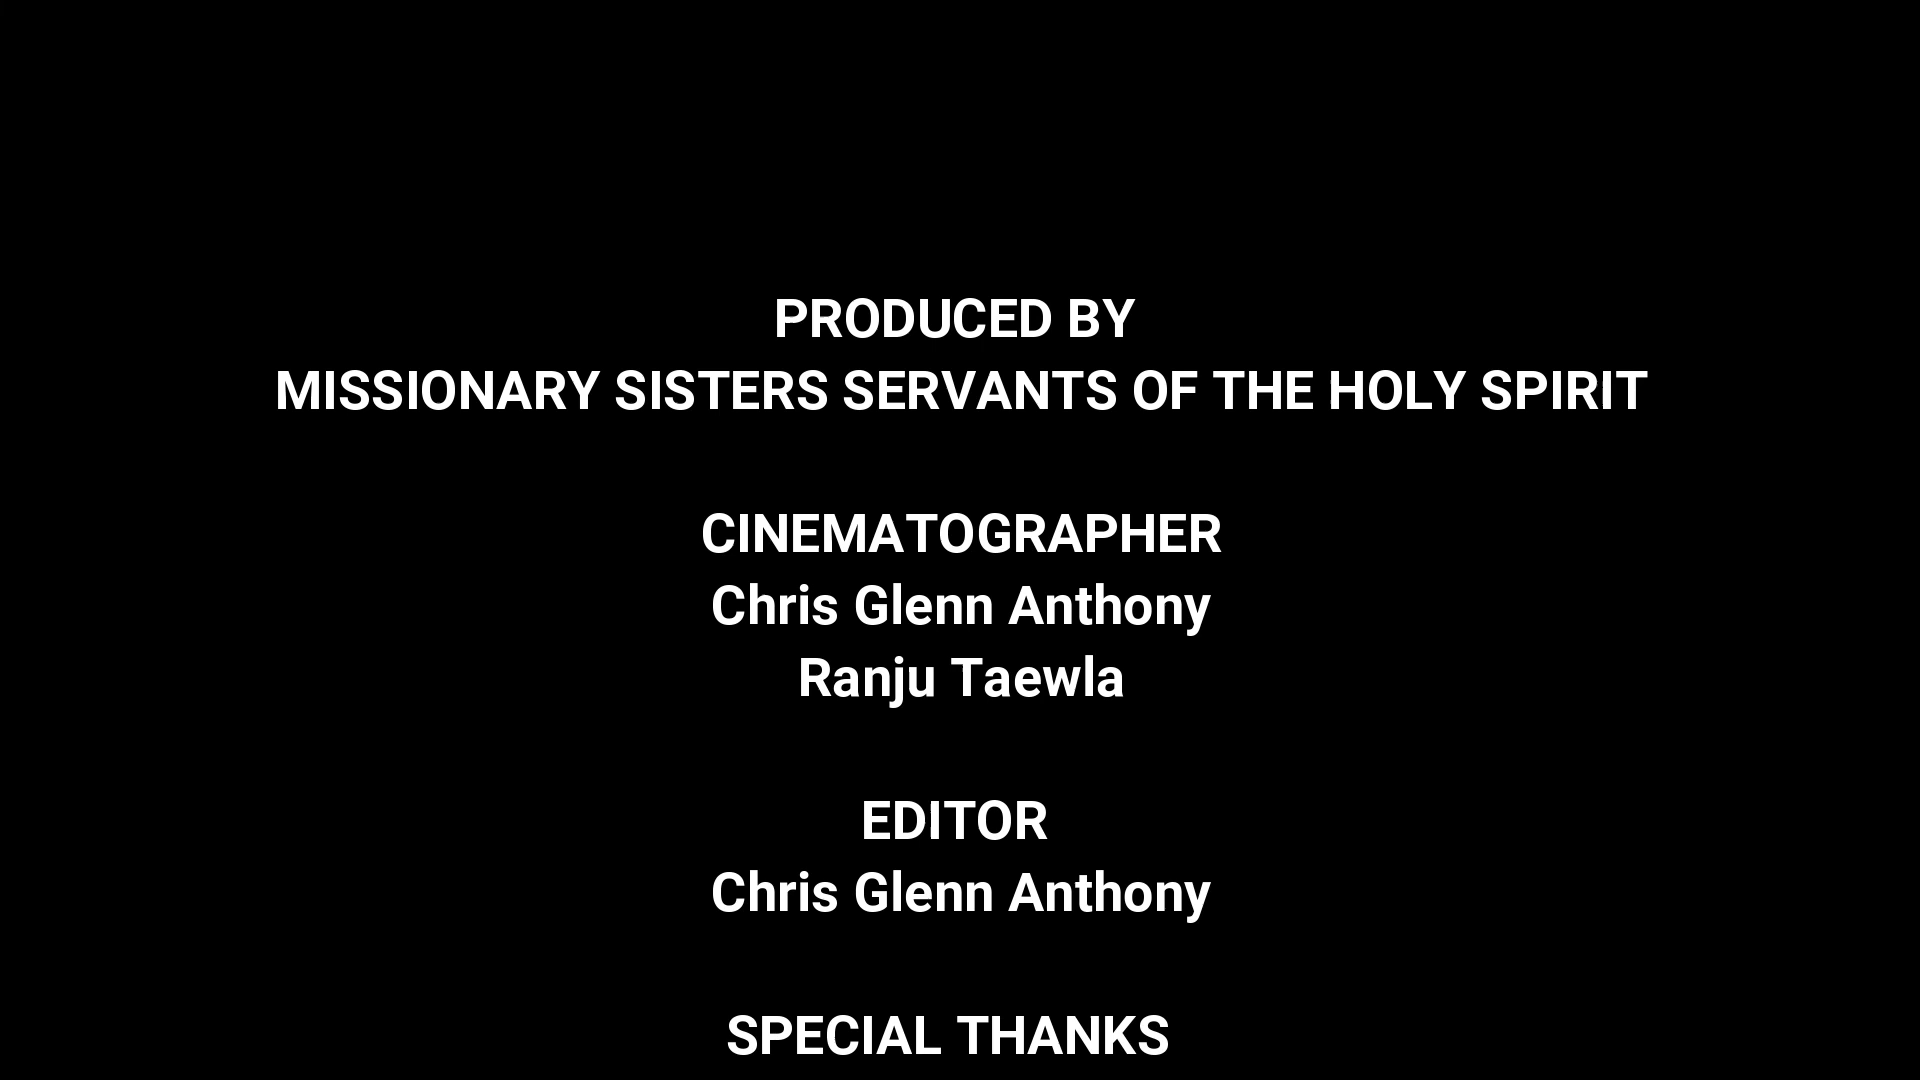 PRODUCED BY
MISSIONARY SISTERS SERVANTS OF THE HOLY SPIRIT
CINEMATOGRAPHER
Chris Glenn Anthony
Ranju Taewla
EDITOR
Chris Glenn Anthony
SPECIAL THANKS